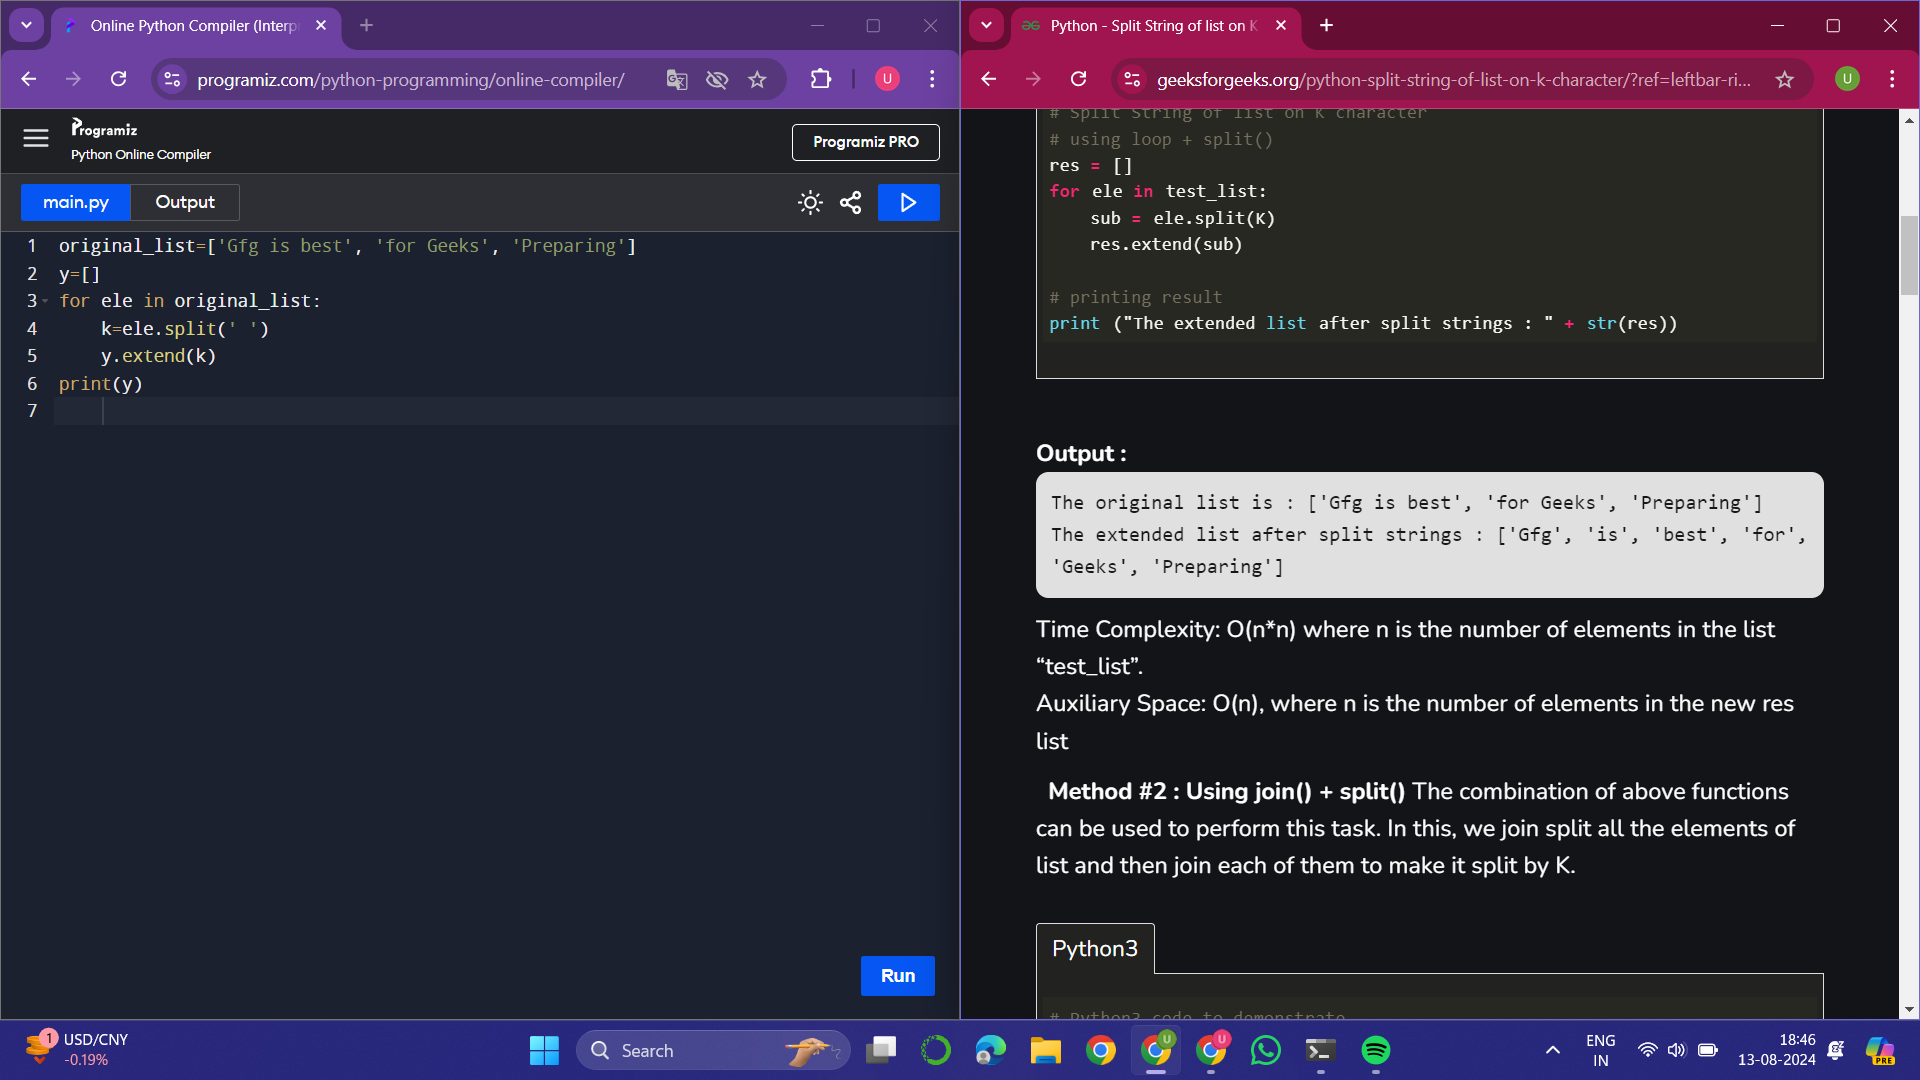 Online Python Compiler (Interp
programiz.com/python-programming/online-compiler/
U
Programiz
Python Online Compiler
Programiz PRO
main.py
Output
1 original_list=['Gfg is best', 'for Geeks', 'Preparing']
2 y=[]
3 for ele in original_list:
4 k=ele.split(' ')
5 y.extend(k)
6 print(y)
7
Run
Python - Split String of list on K
geeksforgeeks.org/python-split-string-of-list-on-k-character/?ref=leftbar-ri...
U
# Split String of list on K character
# using loop + split()
res = []
for ele in test_list:
sub = ele.split(K)
res.extend(sub)
# printing result
print ("The extended list after split strings : " + str(res))
Output :
The original list is : ['Gfg is best', 'for Geeks', 'Preparing']
The extended list after split strings : ['Gfg', 'is', 'best', 'for',
'Geeks', 'Preparing']
Time Complexity: O(n*n) where n is the number of elements in the list
“test_list”.
Auxiliary Space: O(n), where n is the number of elements in the new res
list
Method #2 : Using join() + split() The combination of above functions
can be used to perform this task. In this, we join split all the elements of
list and then join each of them to make it split by K.
Python3
# Python3 code to demonstrate
1
USD/CNY
-0.19%
Search
U
U
ENG
IN
18:46
13-08-2024
PRE